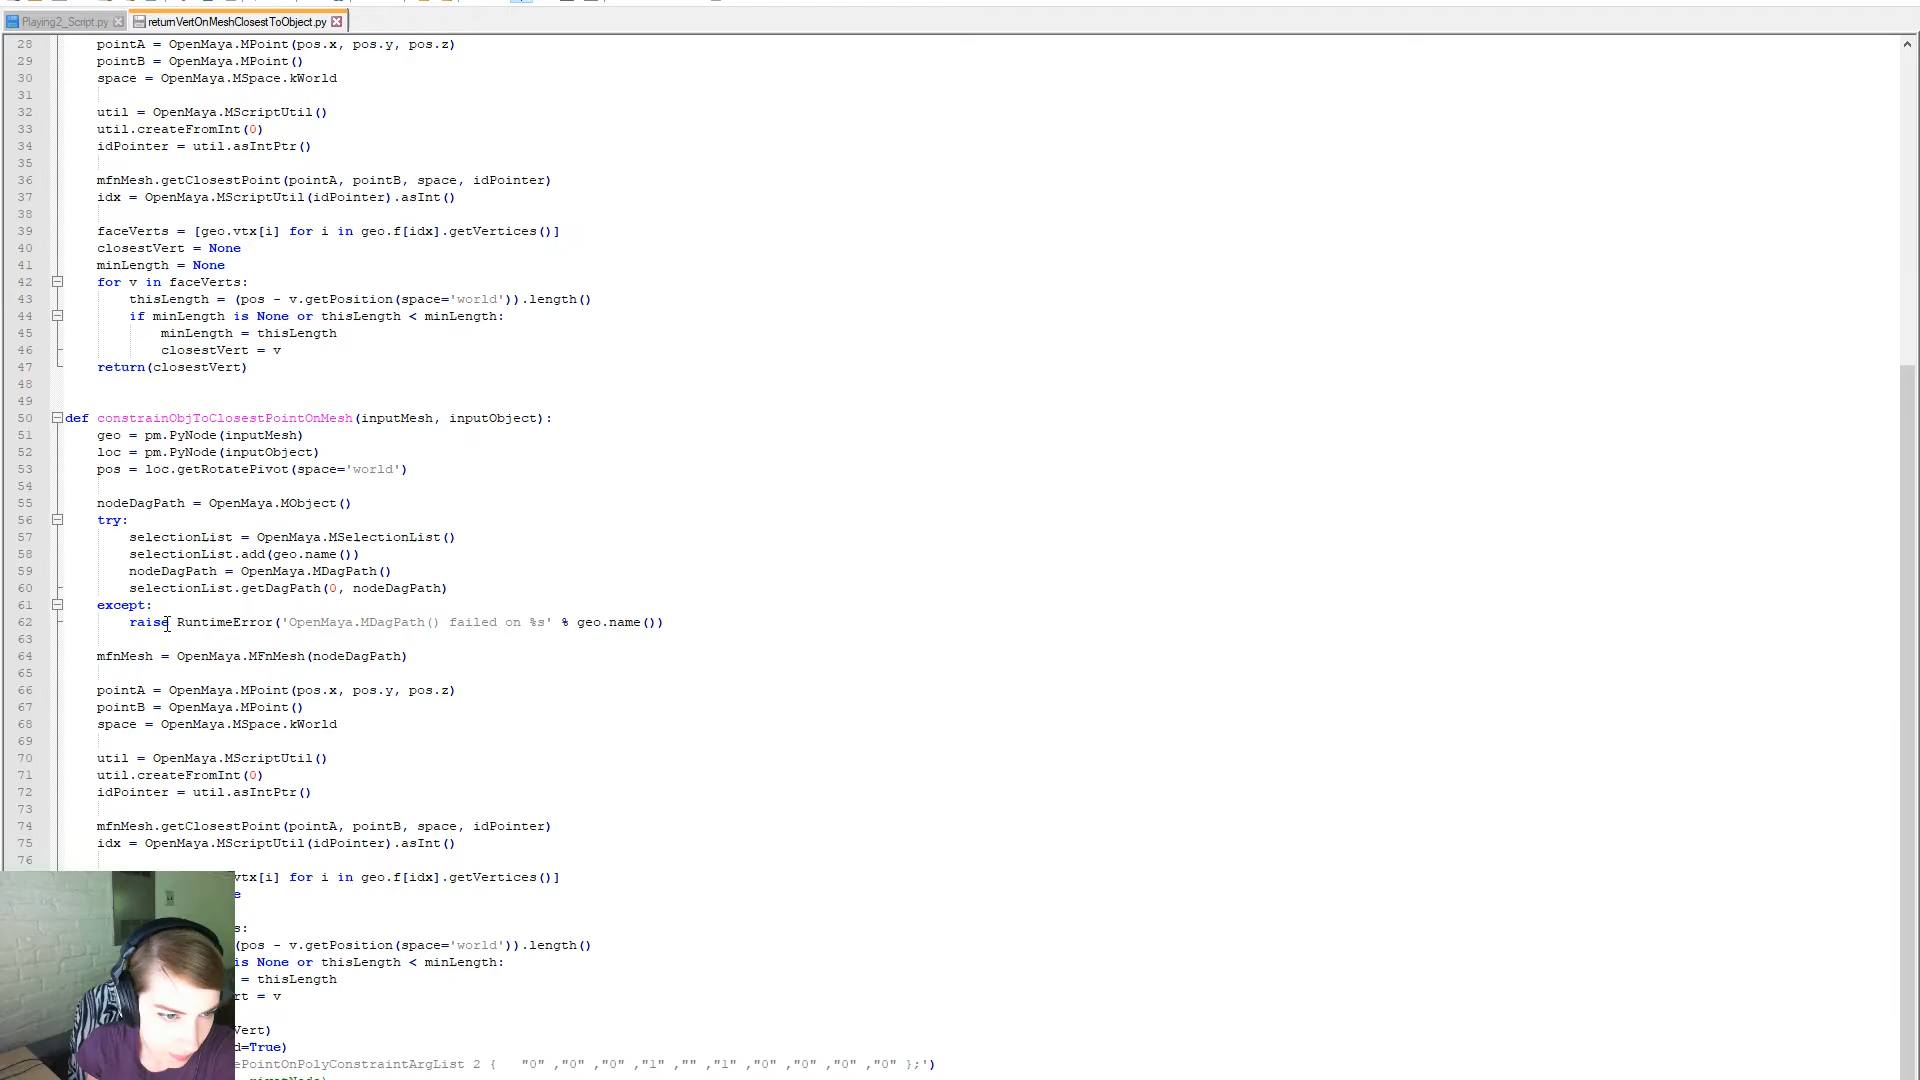 Playing2_Script.py returnVertOnMeshClosestToObject.py
28 pointA = OpenMaya.MPoint(pos.x, pos.y, pos.z)
29 pointB = OpenMaya.MPoint()
30 space = OpenMaya.MSpace.kWorld
31
32 util = OpenMaya.MScriptUtil()
33 util.createFromInt(0)
34 idPointer = util.asIntPtr()
35
36 mfnMesh.getClosestPoint(pointA, pointB, space, idPointer)
37 idx = OpenMaya.MScriptUtil(idPointer).asInt()
38
39 faceVerts = [geo.vtx[i] for i in geo.f[idx].getVertices()]
40 closestVert = None
41 minLength = None
42 for v in faceVerts:
43 thisLength = (pos - v.getPosition(space='world')).length()
44 if minLength is None or thisLength < minLength:
45 minLength = thisLength
46 closestVert = v
47 return(closestVert)
48
49
50 def constrainObjToClosestPointOnMesh(inputMesh, inputObject):
51 geo = pm.PyNode(inputMesh)
52 loc = pm.PyNode(inputObject)
53 pos = loc.getRotatePivot(space='world')
54
55 nodeDagPath = OpenMaya.MObject()
56 try:
57 selectionList = OpenMaya.MSelectionList()
58 selectionList.add(geo.name())
59 nodeDagPath = OpenMaya.MDagPath()
60 selectionList.getDagPath(0, nodeDagPath)
61 except:
62 raise RuntimeError('OpenMaya.MDagPath() failed on %s' % geo.name())
63
64 mfnMesh = OpenMaya.MFnMesh(nodeDagPath)
65
66 pointA = OpenMaya.MPoint(pos.x, pos.y, pos.z)
67 pointB = OpenMaya.MPoint()
68 space = OpenMaya.MSpace.kWorld
69
70 util = OpenMaya.MScriptUtil()
71 util.createFromInt(0)
72 idPointer = util.asIntPtr()
73
74 mfnMesh.getClosestPoint(pointA, pointB, space, idPointer)
75 idx = OpenMaya.MScriptUtil(idPointer).asInt()
76
vtx[i] for i in geo.f[idx].getVertices()]
e
s:
(pos - v.getPosition(space='world')).length()
is None or thisLength < minLength:
= thisLength
rt = v
Vert)
d=True)
ePointOnPolyConstraintArgList 2 { "0" ,"0" ,"0" ,"1" ,"" ,"1" ,"0" ,"0" ,"0" ,"0" };')